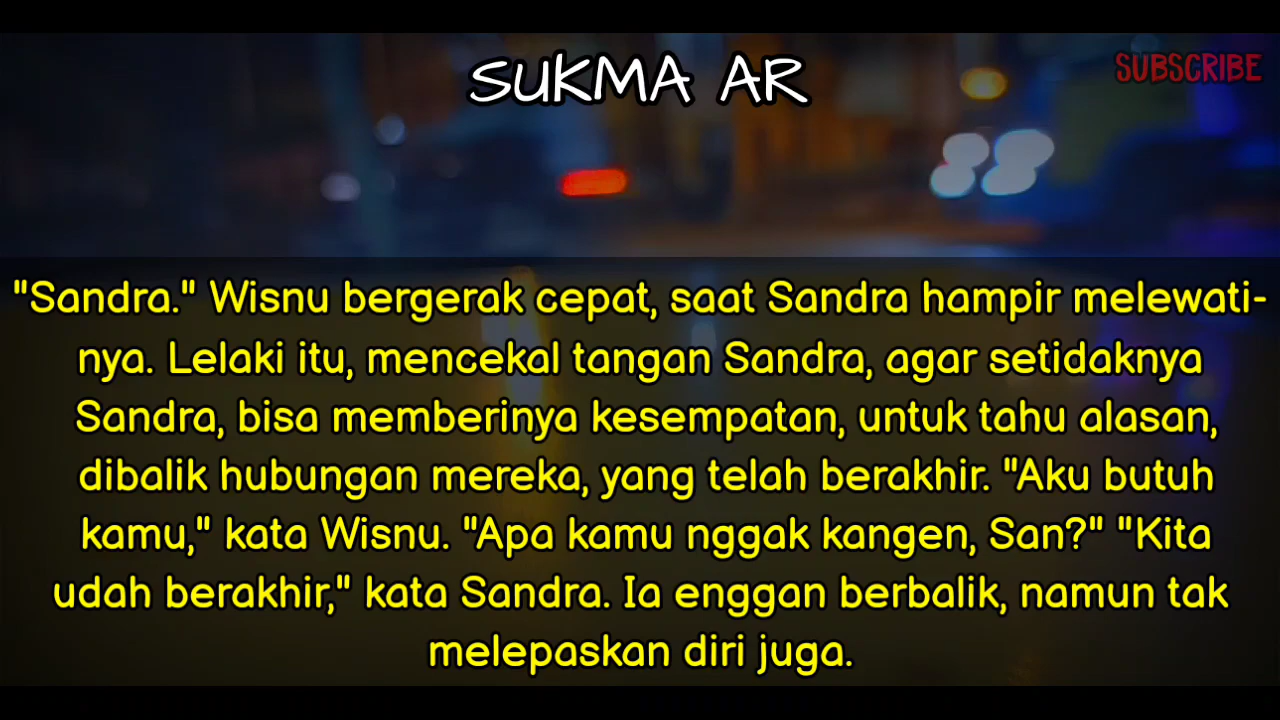 SUKMA AR
SUBSCRIBE
"Sandra." Wisnu bergerak cepat, saat Sandra hampir melewati-
nya. Lelaki itu, mencekal tangan Sandra, agar setidaknya
Sandra, bisa memberinya kesempatan, untuk tahu alasan,
dibalik hubungan mereka, yang telah berakhir. "Aku butuh
kamu," kata Wisnu. "Apa kamu nggak kangen, San?" "Kita
udah berakhir," kata Sandra. Ia enggan berbalik, namun tak
melepaskan diri juga.